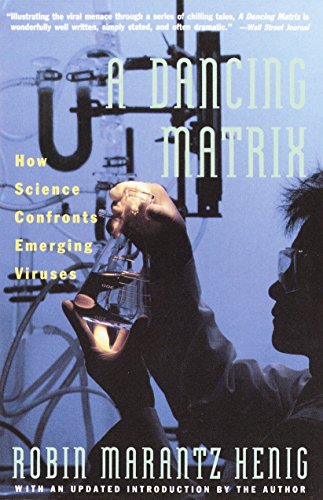 "Illustrating the viral menace through a series of chilling tales, A Dancing Matrix is
wonderfully well written, simply stated, and often dramatic." —Wall Street Journal
A DANCING
MATRIX
How
Science
Confronts
Emerging
Viruses
ROBIN MARANTZ HENIG
WITH AN UPDATED INTRODUCTION BY THE AUTHOR